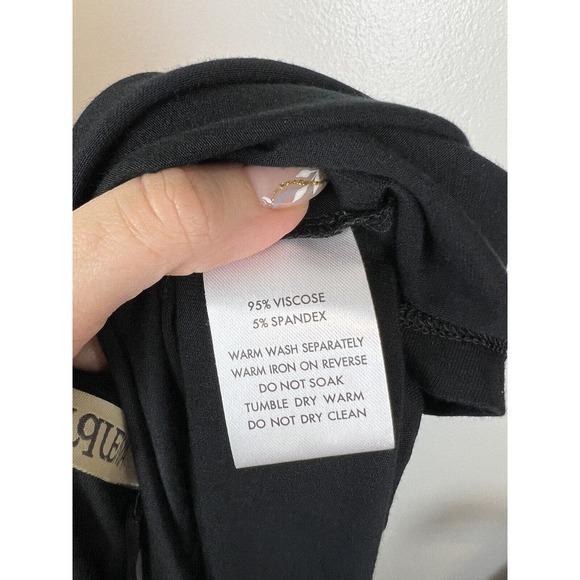 95% VISCOSE
5% SPANDEX
WARM WASH SEPARATELY
WARM IRON ON REVERSE
DO NOT SOAK
TUMBLE DRY WARM
DO NOT DRY CLEAN